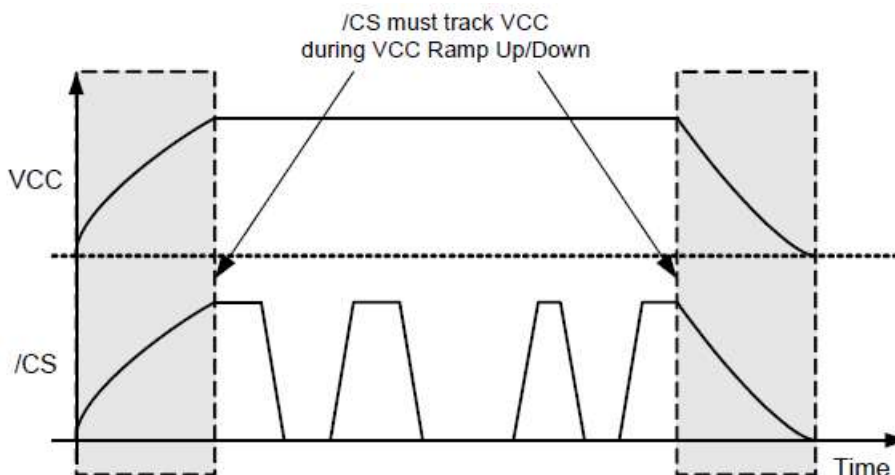 /CS must track VCC
during VCC Ramp Up/Down
VCC
/CS
Time